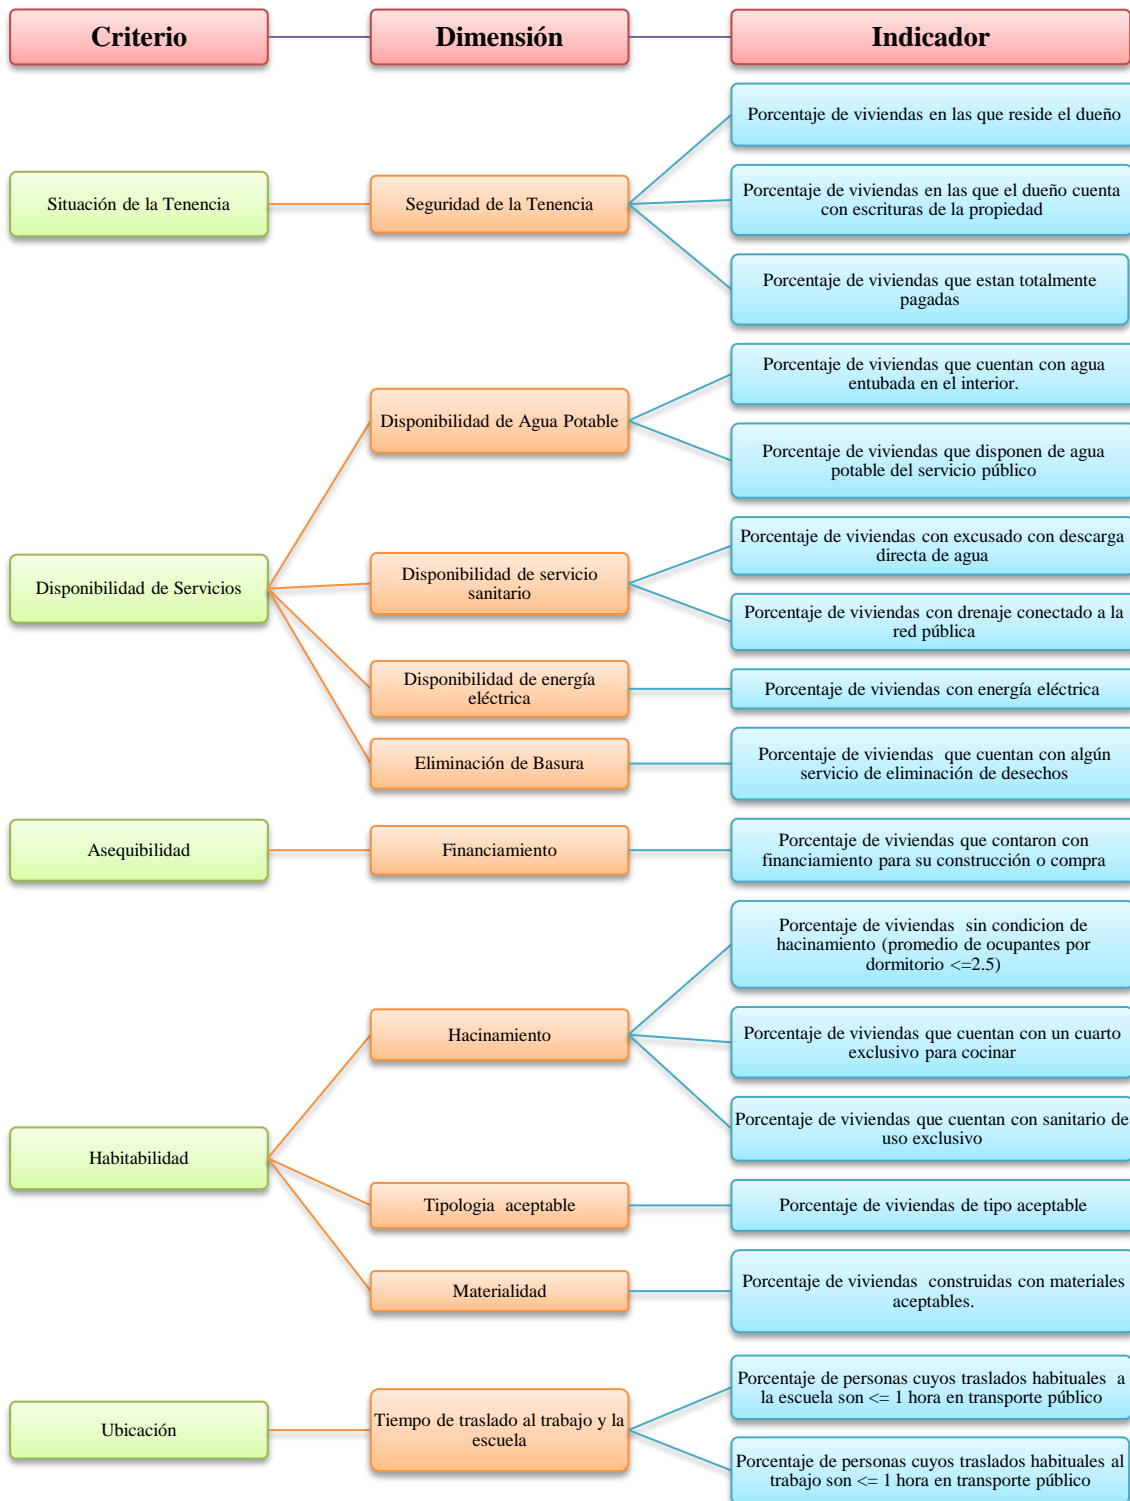 Criterio
Dimensión
Indicador
Situación de la Tenencia
Seguridad de la Tenencia
Porcentaje de viviendas en las que reside el dueño
Porcentaje de viviendas en las que el dueño cuenta
con escrituras de la propiedad
Porcentaje de viviendas que estan totalmente
pagadas
Disponibilidad de Servicios
Disponibilidad de Agua Potable
Porcentaje de viviendas que cuentan con agua
entubada en el interior.
Porcentaje de viviendas que disponen de agua
potable del servicio público
Disponibilidad de servicio
sanitario
Porcentaje de viviendas con excusado con descarga
directa de agua
Porcentaje de viviendas con drenaje conectado a la
red pública
Disponibilidad de energía
eléctrica
Porcentaje de viviendas con energía eléctrica
Eliminación de Basura
Porcentaje de viviendas  que cuentan con algún
servicio de eliminación de desechos
Asequibilidad
Financiamiento
Porcentaje de viviendas que contaron con
financiamiento para su construcción o compra
Habitabilidad
Hacinamiento
Porcentaje de viviendas  sin condicion de
hacinamiento (promedio de ocupantes por
dormitorio <=2.5)
Porcentaje de viviendas que cuentan con un cuarto
exclusivo para cocinar
Porcentaje de viviendas que cuentan con sanitario de
uso exclusivo
Tipologia  aceptable
Porcentaje de viviendas de tipo aceptable
Materialidad
Porcentaje de viviendas  construidas con materiales
aceptables.
Ubicación
Tiempo de traslado al trabajo y la
escuela
Porcentaje de personas cuyos traslados habituales  a
la escuela son <= 1 hora en transporte público
Porcentaje de personas cuyos traslados habituales al
trabajo son <= 1 hora en transporte público